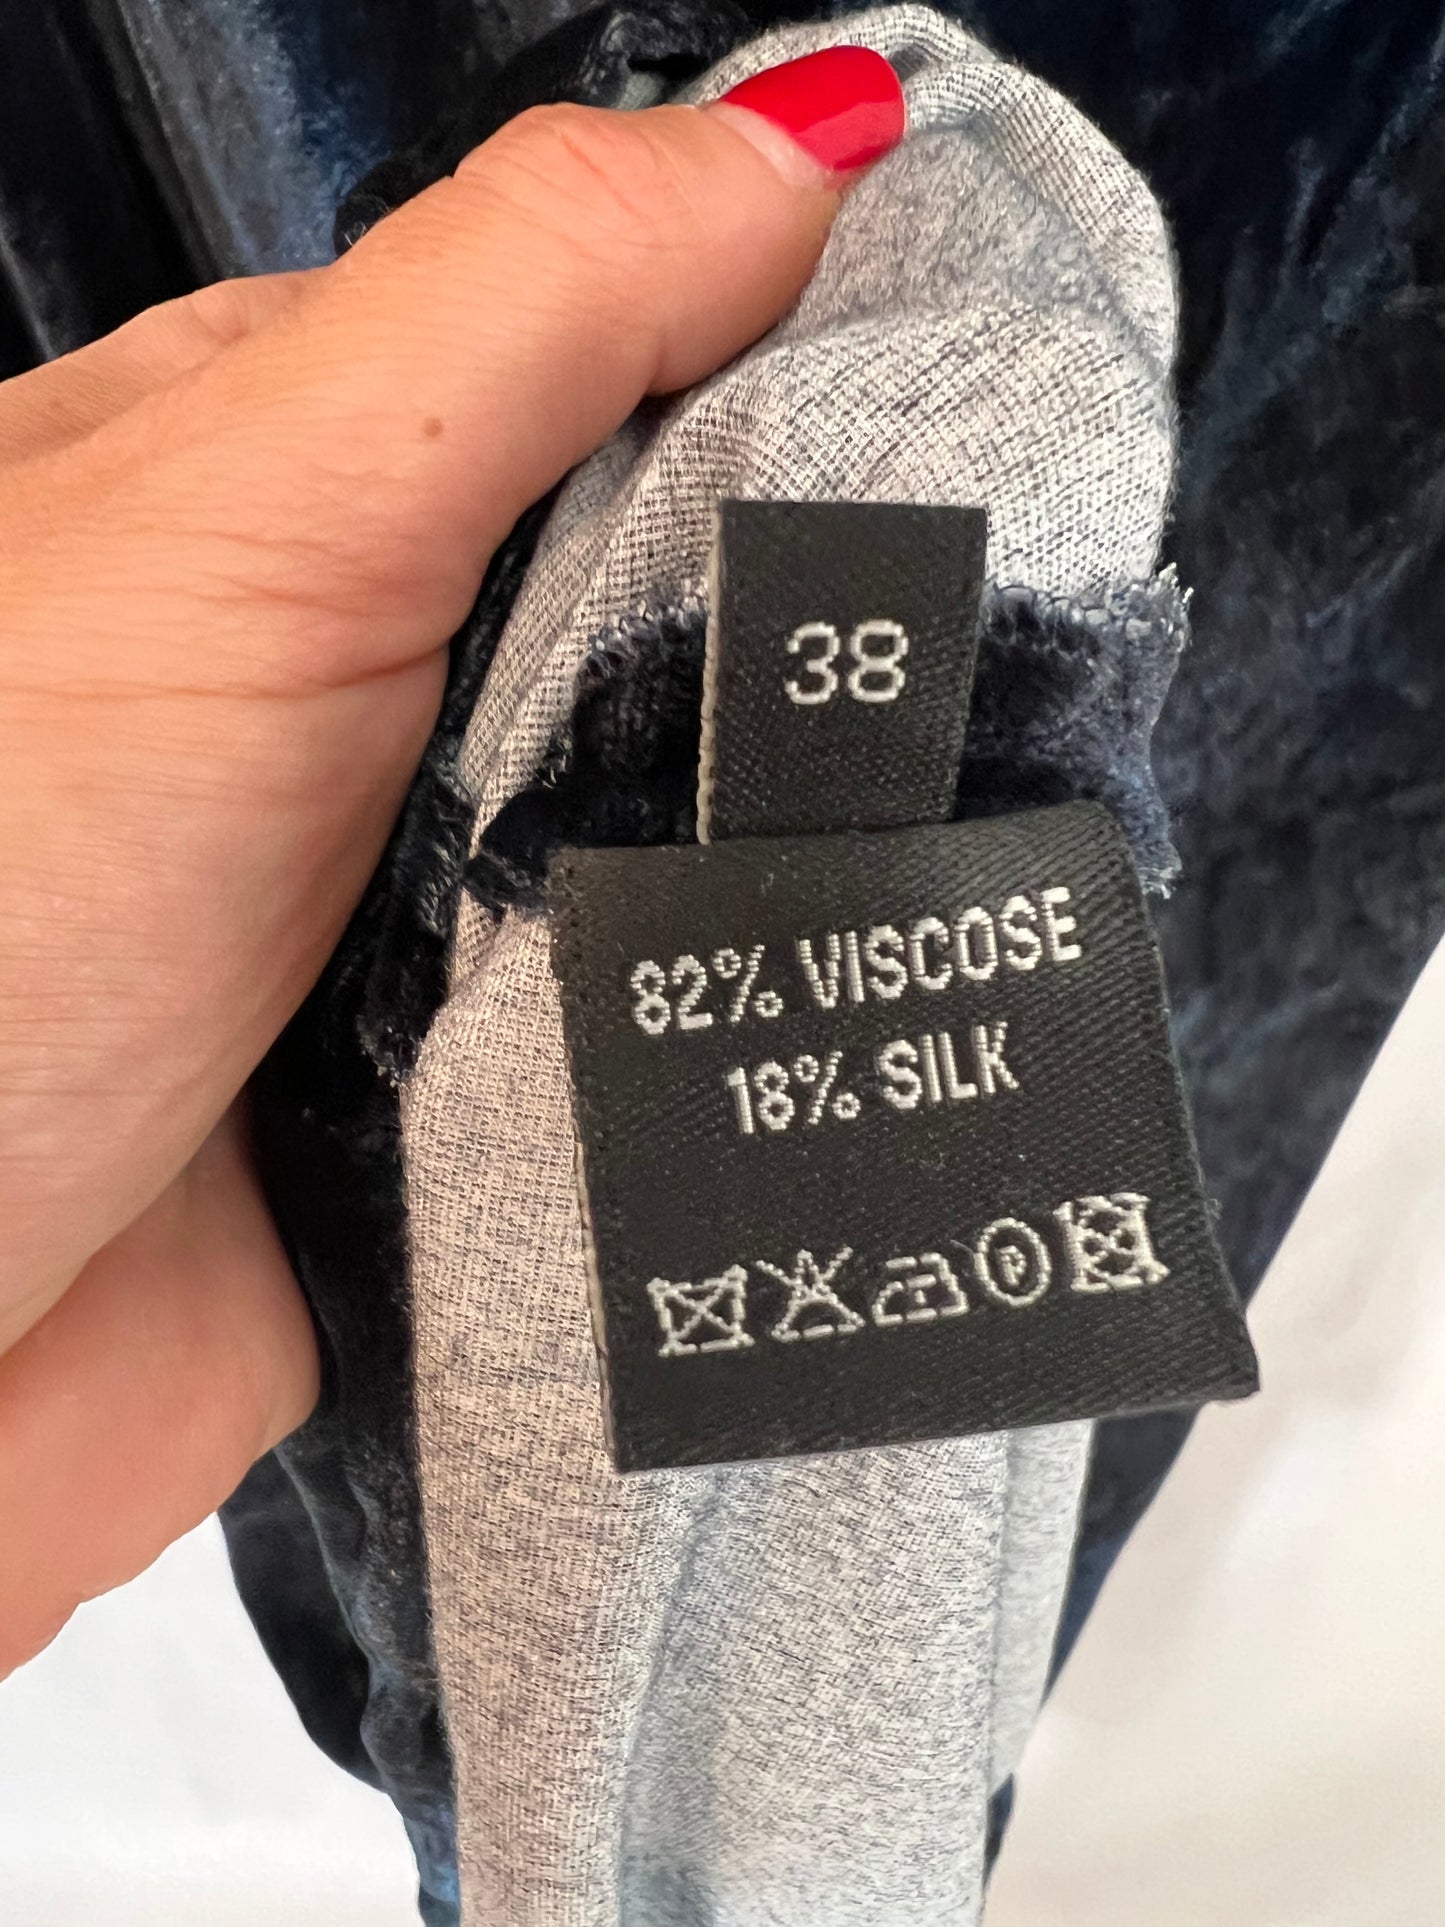 38
82% VISCOSE
18% SILK
P